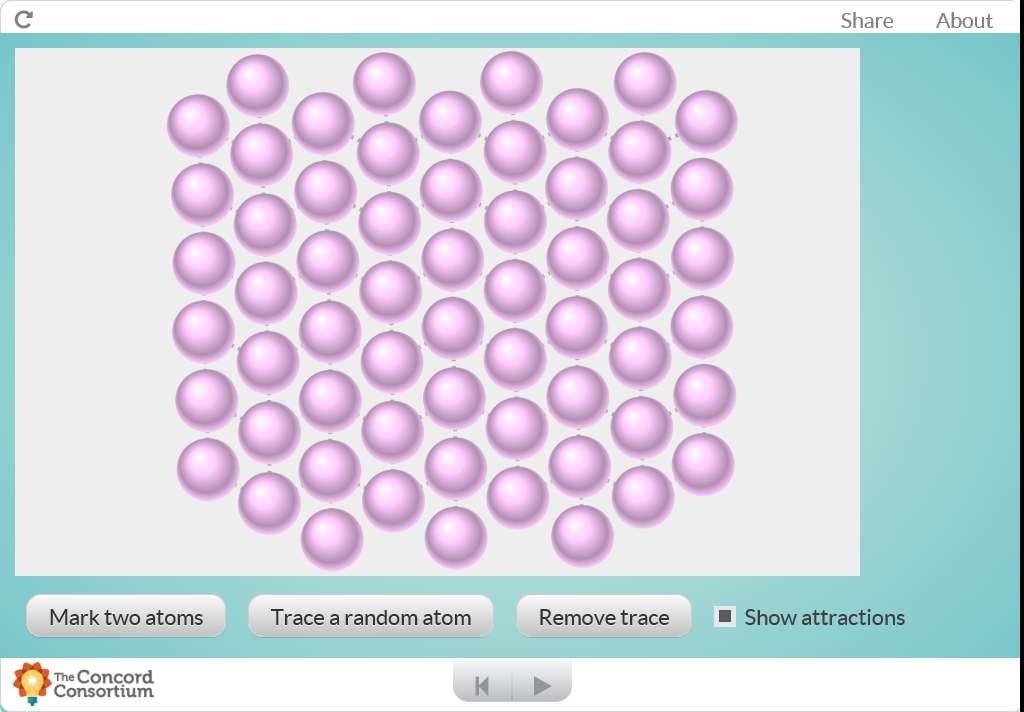 Share About
Mark two atoms Trace a random atom Remove trace Show attractions
The Concord
Consortium